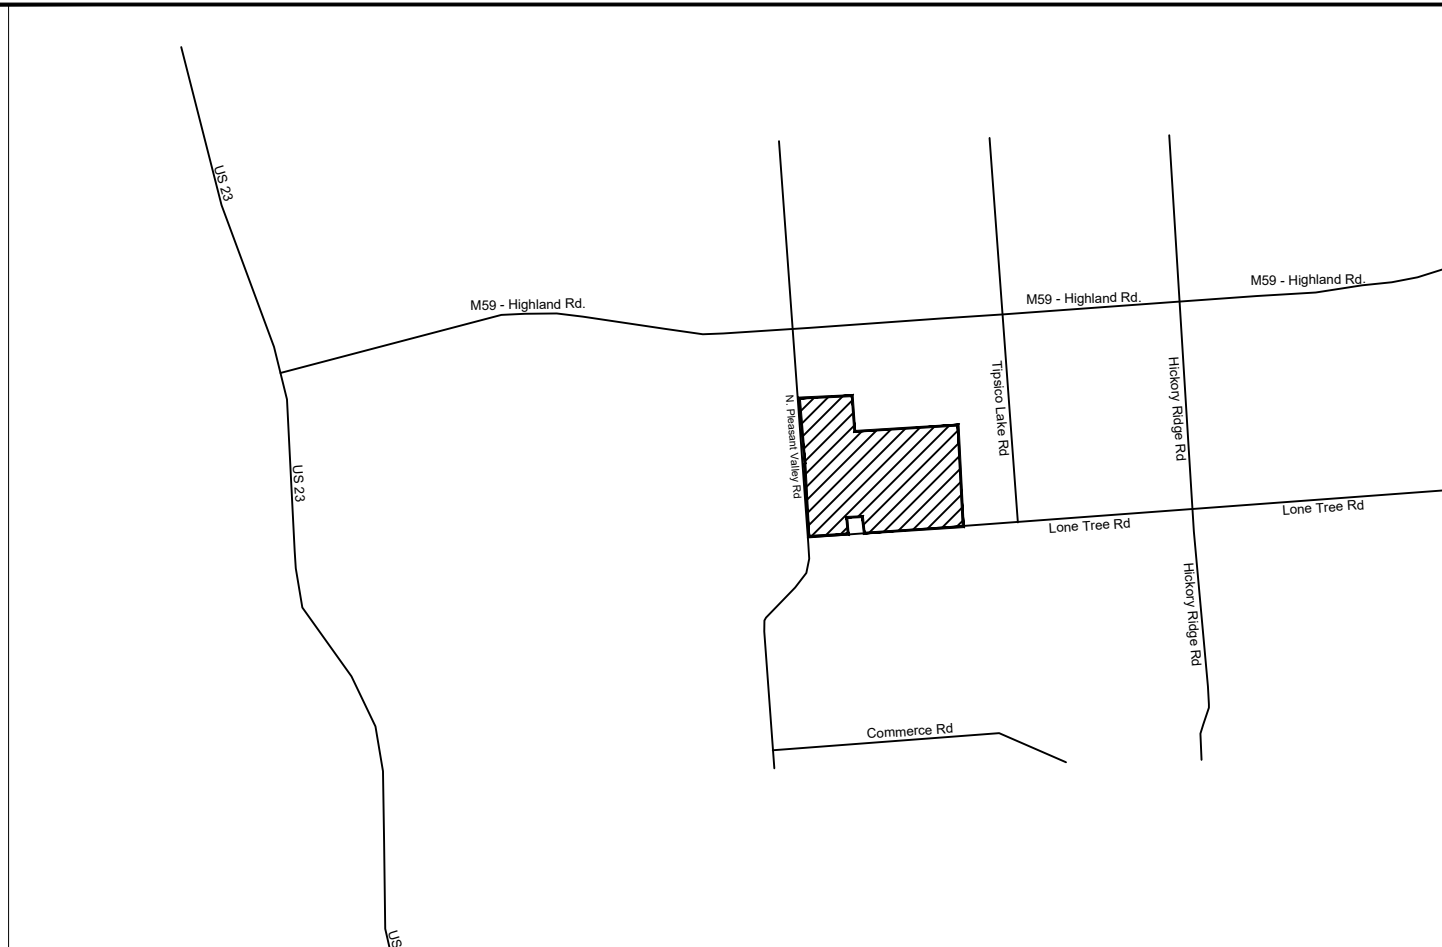 US 23
M59 - Highland Rd.
M59 - Highland Rd.
M59 - Highland Rd.
N. Pleasant Valley Rd
Tipsico Lake Rd
Hickory Ridge Rd
US 23
Lone Tree Rd
Lone Tree Rd
Hickory Ridge Rd
Commerce Rd
US